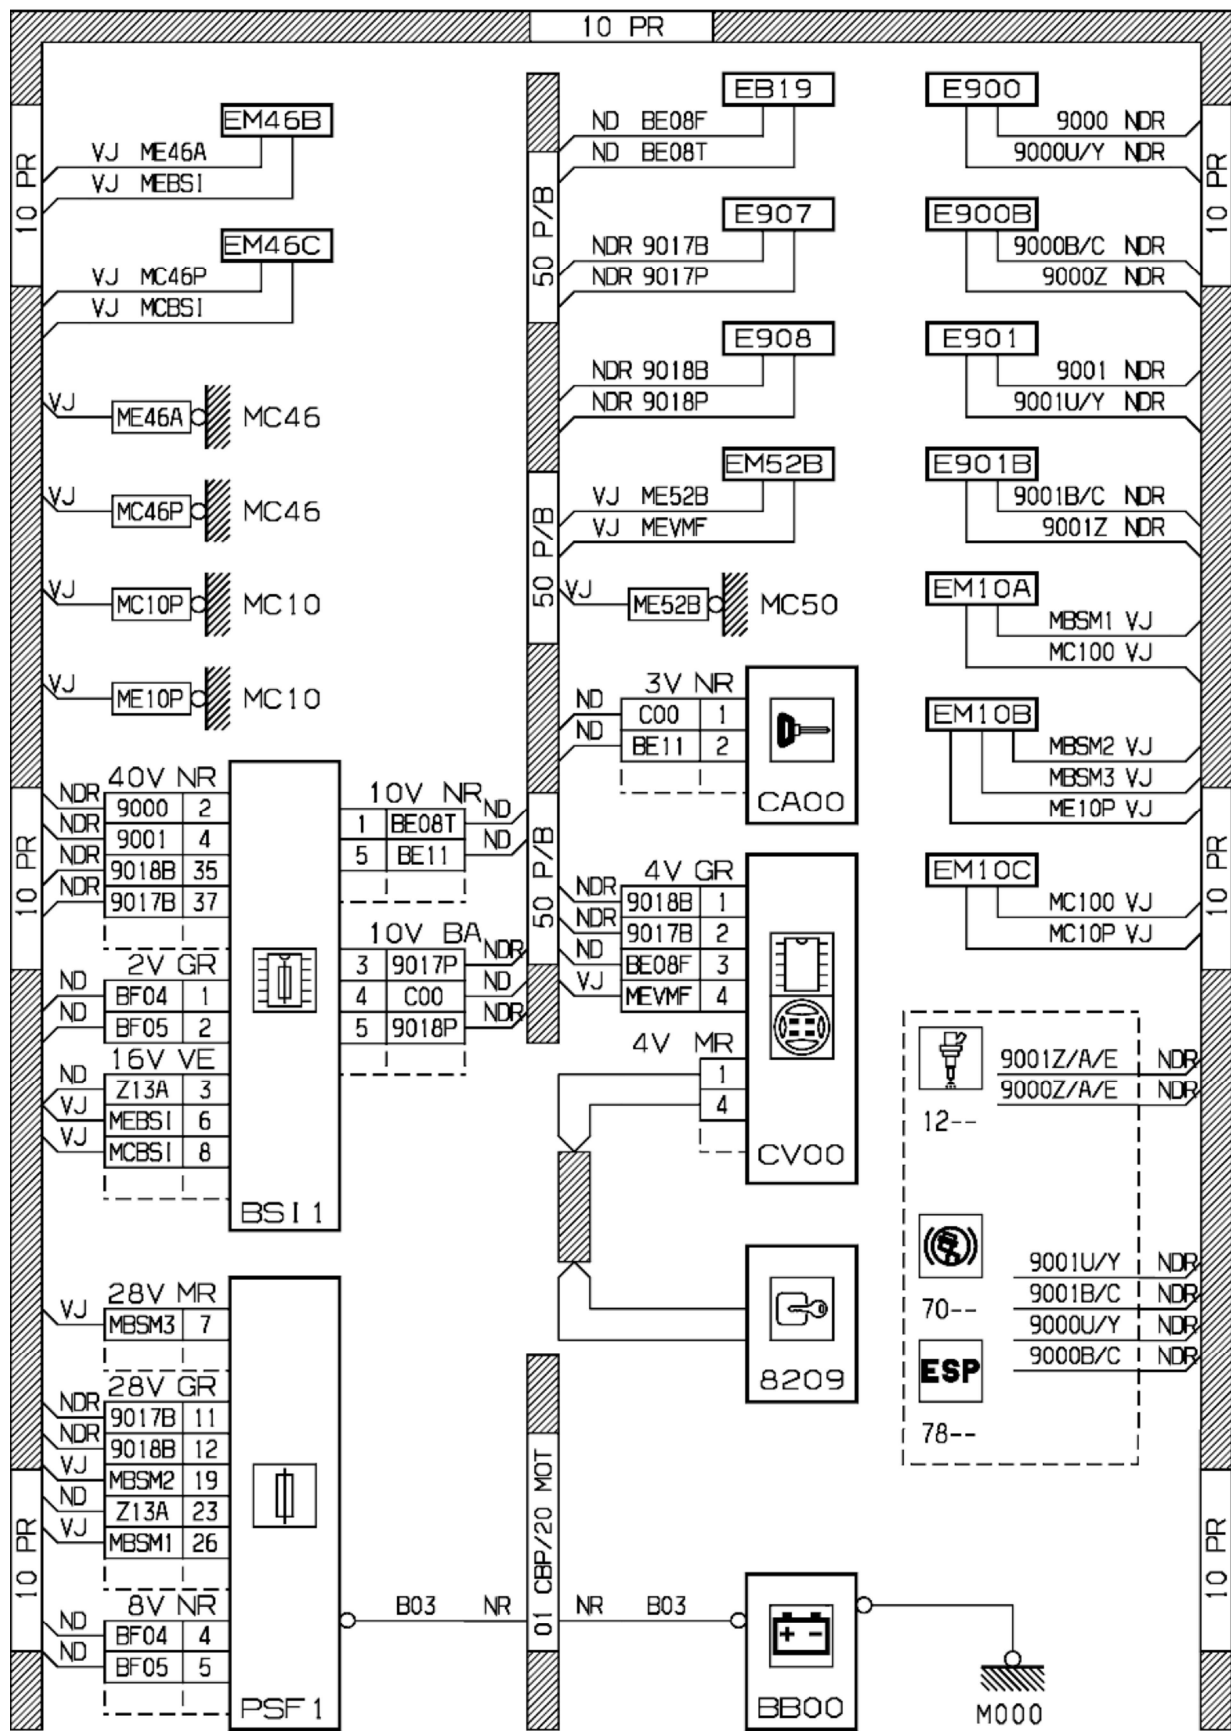 10 PR
10 PR
EM46B
VJ ME46A
VJ MEBSI
EM46C
VJ MC46P
VJ MCBSI
VJ ME46A MC46
VJ MC46P MC46
VJ MC10P MC10
VJ ME10P MC10
10 PR
40V NR
NDR 9000 2
NDR 9001 4
NDR 9018B 35
NDR 9017B 37
2V GR
ND BF04 1
ND BF05 2
16V VE
ND Z13A 3
VJ MEBSI 6
VJ MCBSI 8
BSI1
10V NR
1 BE08T ND
5 BE11 ND
10V BA
3 9017P NDR
4 C00 ND
5 9018P NDR
28V MR
VJ MBSM3 7
28V GR
NDR 9017B 11
NDR 9018B 12
VJ MBSM2 19
ND Z13A 23
VJ MBSM1 26
10 PR
8V NR
ND BF04 4
ND BF05 5
PSF1
B03 NR
01 CBP/20 MOT
NR B03
BB00
M000
50 P/B
EB19
ND BE08F
ND BE08T
E907
NDR 9017B
NDR 9017P
E908
NDR 9018B
NDR 9018P
50 P/B
EM52B
VJ ME52B
VJ MEVMF
VJ ME52B MC50
3V NR
ND C00 1
ND BE11 2
CA00
50 P/B
4V GR
NDR 9018B 1
NDR 9017B 2
ND BE08F 3
VJ MEVMF 4
4V MR
1
4
CV00
8209
E900
9000 NDR
9000U/Y NDR
10 PR
E900B
9000B/C NDR
9000Z NDR
E901
9001 NDR
9001U/Y NDR
E901B
9001B/C NDR
9001Z NDR
EM10A
MBSM1 VJ
MC100 VJ
EM10B
MBSM2 VJ
MBSM3 VJ
ME10P VJ
10 PR
EM10C
MC100 VJ
MC10P VJ
9001Z/A/E NDR
9000Z/A/E NDR
12--
9001U/Y NDR
9001B/C NDR
70--
9000U/Y NDR
9000B/C NDR
ESP
78--
10 PR